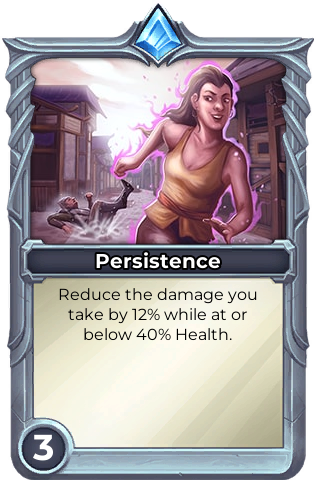 Persistence
Reduce the damage you
take by 12% while at or
below 40% Health.
3